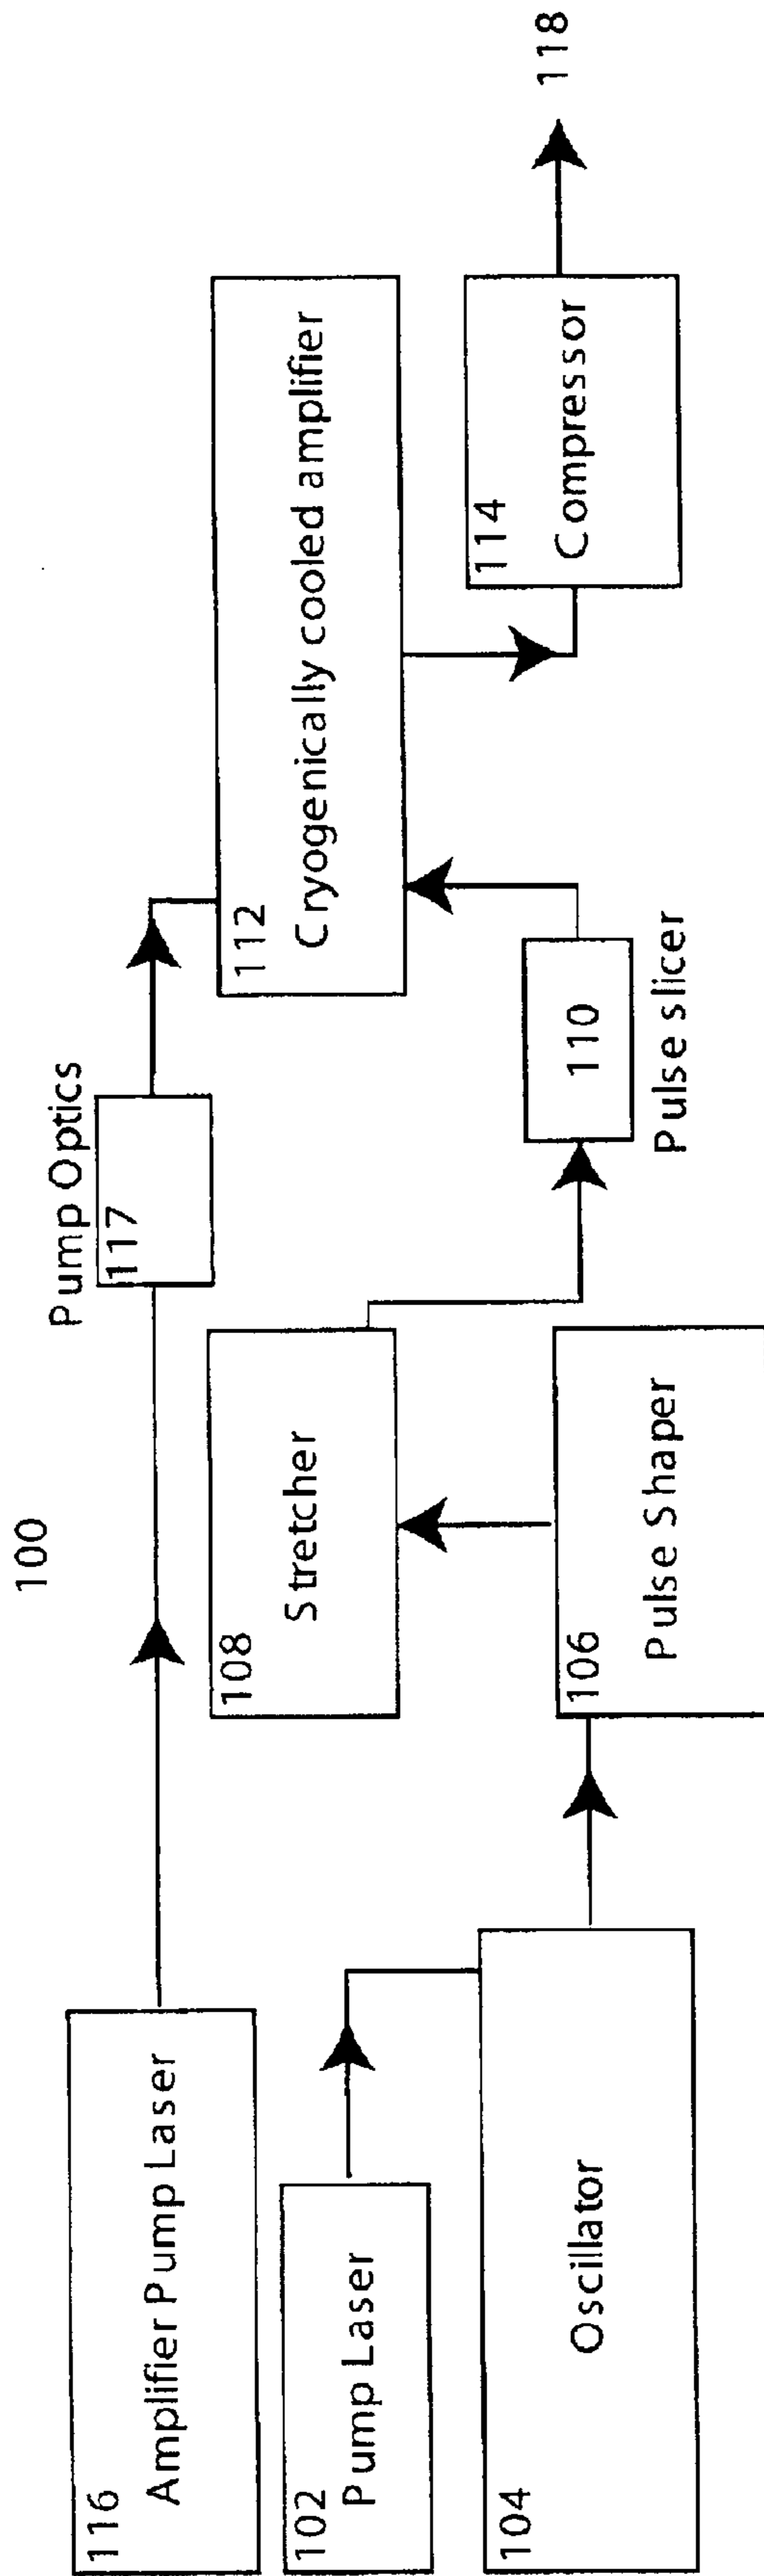 100
116
Amplifier Pump Laser
Pump Optics
117
102
Pump Laser
108
Stretcher
112
Cryogenically cooled amplifier
104
Oscillator
106
Pulse Shaper
110
Pulse slicer
114
Compressor
118